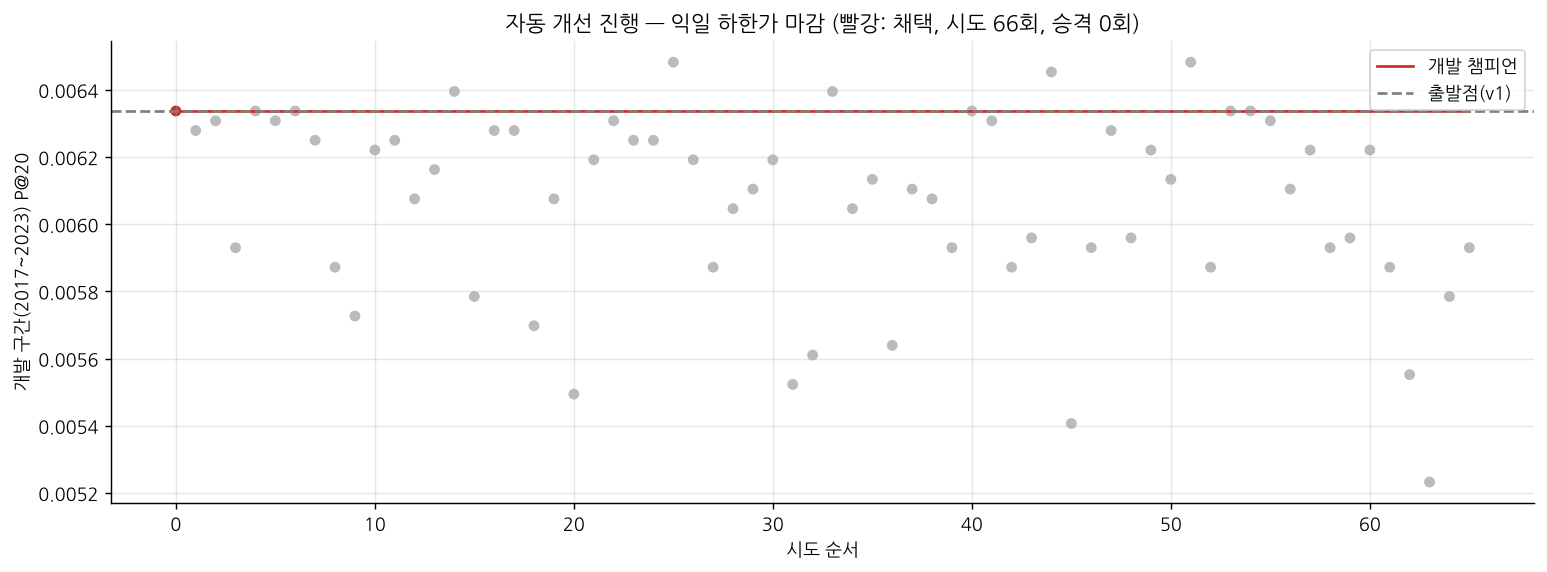 자동 개선 진행 — 익일 하한가 마감 (빨강: 채택, 시도 66회, 승격 0회)
개발 챔피언
출발점(v1)
개발 구간(2017~2023) P@20
0.0064
0.0062
0.0060
0.0058
0.0056
0.0054
0.0052
0 10 20 30 40 50 60
시도 순서